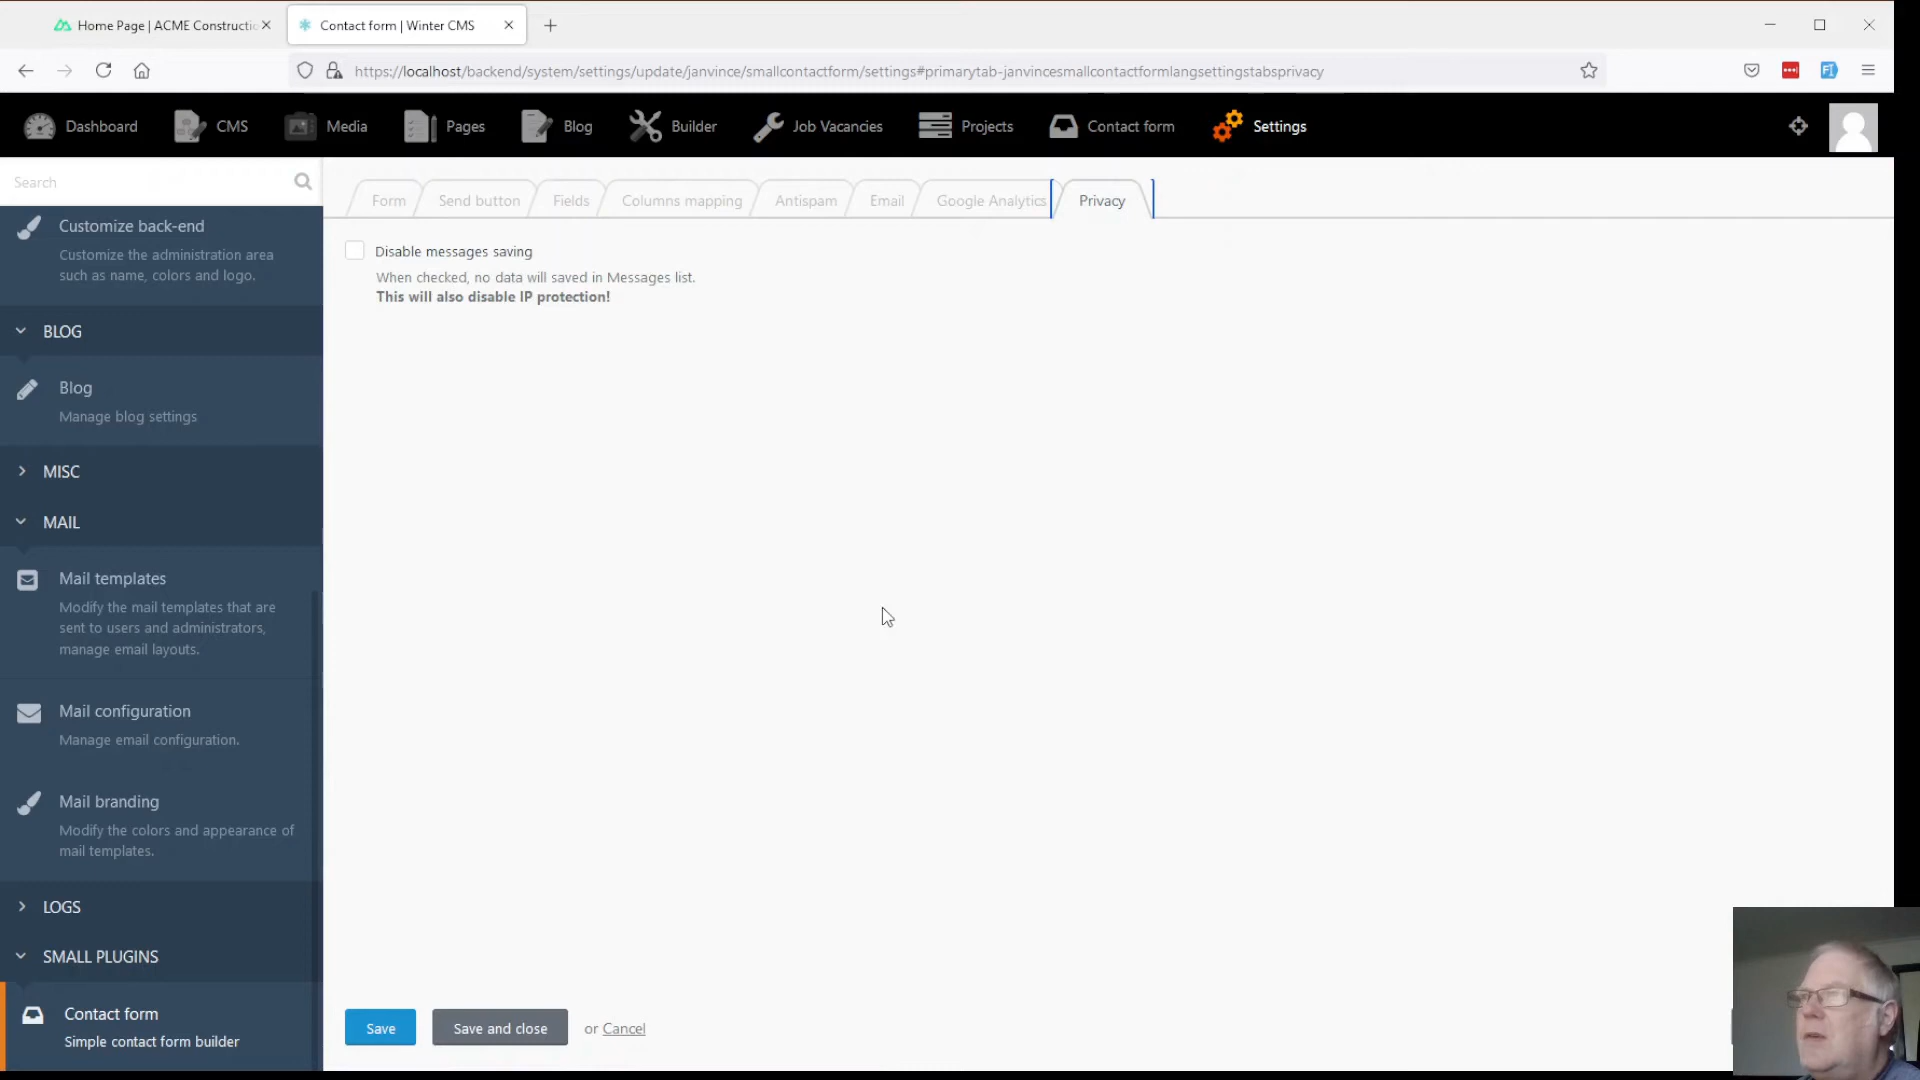 Home Page | ACME Constructi
Contact form | Winter CMS
https://localhost/backend/system/settings/update/janvince/smallcontactform/settings#primarytab-janvincesmallcontactformlangsettingstabsprivacy
Dashboard
CMS
Media
Pages
Blog
Builder
Job Vacancies
Projects
Contact form
Settings
Search
Form
Send button
Fields
Columns mapping
Antispam
Email
Google Analytics
Privacy
Customize back-end
Customize the administration area
such as name, colors and logo.
Disable messages saving
When checked, no data will saved in Messages list.
This will also disable IP protection!
BLOG
Blog
Manage blog settings
MISC
MAIL
Mail templates
Modify the mail templates that are
sent to users and administrators,
manage email layouts.
Mail configuration
Manage email configuration.
Mail branding
Modify the colors and appearance of
mail templates.
LOGS
SMALL PLUGINS
Contact form
Simple contact form builder
Save
Save and close
or Cancel